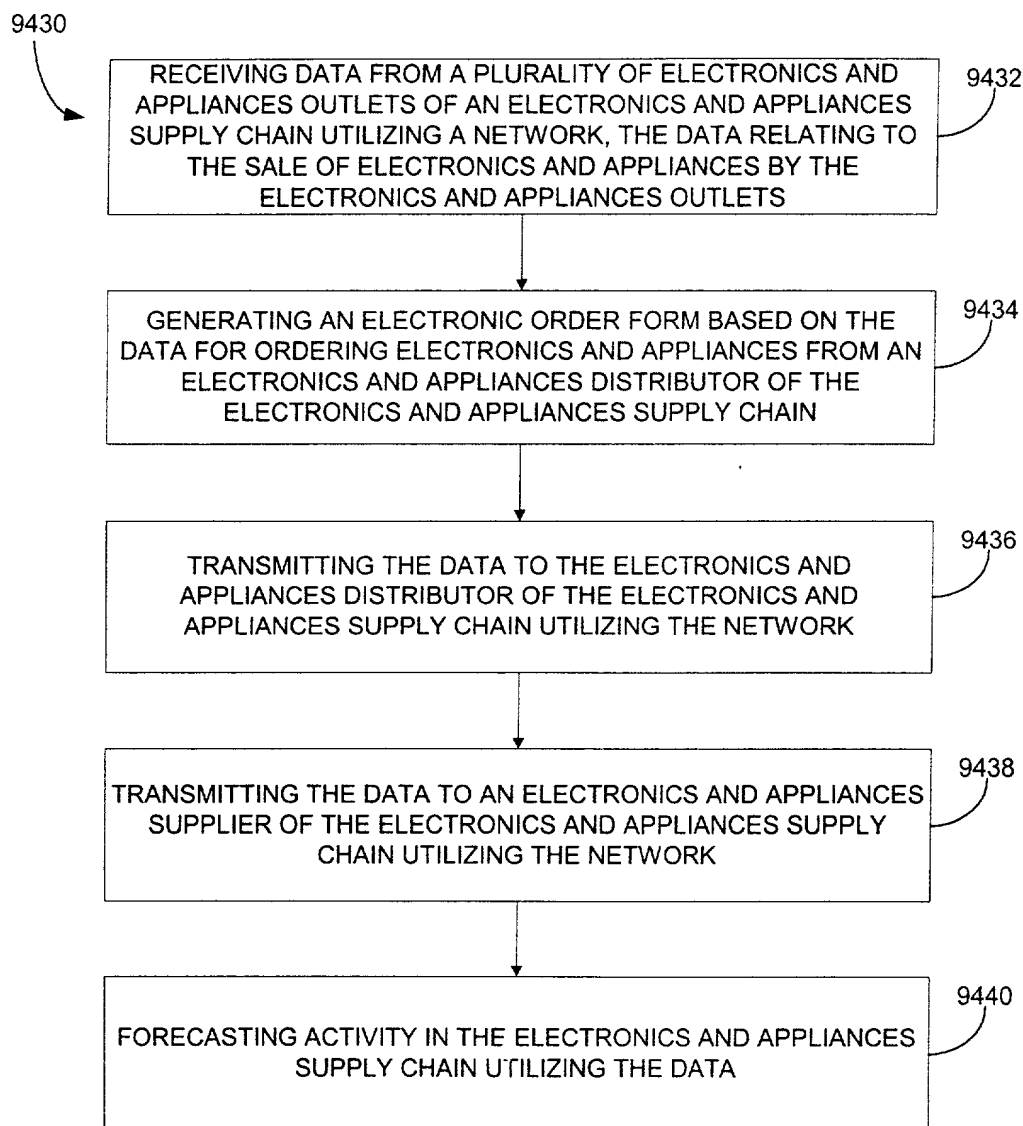 9430
RECEIVING DATA FROM A PLURALITY OF ELECTRONICS AND
APPLIANCES OUTLETS OF AN ELECTRONICS AND APPLIANCES
SUPPLY CHAIN UTILIZING A NETWORK, THE DATA RELATING TO
THE SALE OF ELECTRONICS AND APPLIANCES BY THE
ELECTRONICS AND APPLIANCES OUTLETS
9432
GENERATING AN ELECTRONIC ORDER FORM BASED ON THE
DATA FOR ORDERING ELECTRONICS AND APPLIANCES FROM AN
ELECTRONICS AND APPLIANCES DISTRIBUTOR OF THE
ELECTRONICS AND APPLIANCES SUPPLY CHAIN
9434
TRANSMITTING THE DATA TO THE ELECTRONICS AND
APPLIANCES DISTRIBUTOR OF THE ELECTRONICS AND
APPLIANCES SUPPLY CHAIN UTILIZING THE NETWORK
9436
TRANSMITTING THE DATA TO AN ELECTRONICS AND APPLIANCES
SUPPLIER OF THE ELECTRONICS AND APPLIANCES SUPPLY
CHAIN UTILIZING THE NETWORK
9438
FORECASTING ACTIVITY IN THE ELECTRONICS AND APPLIANCES
SUPPLY CHAIN UTILIZING THE DATA
9440